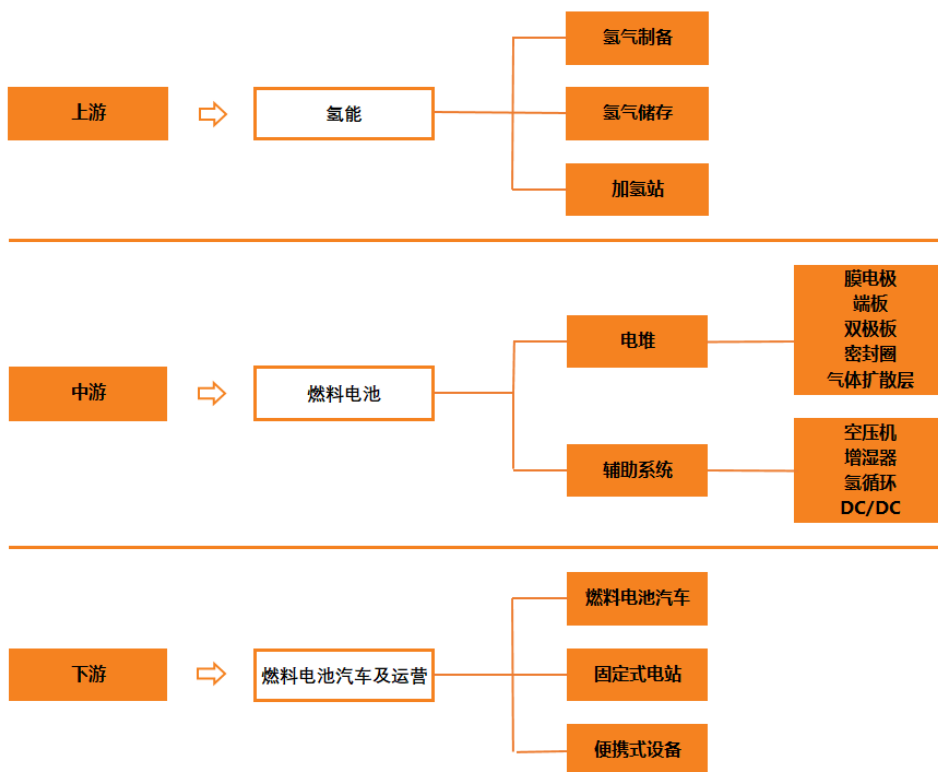 上游
氢能
氢气制备
氢气储存
加氢站
中游
燃料电池
电堆
膜电极
端板
双极板
密封圈
气体扩散层
辅助系统
空压机
增湿器
氢循环
DC/DC
下游
燃料电池汽车及运营
燃料电池汽车
固定式电站
便携式设备